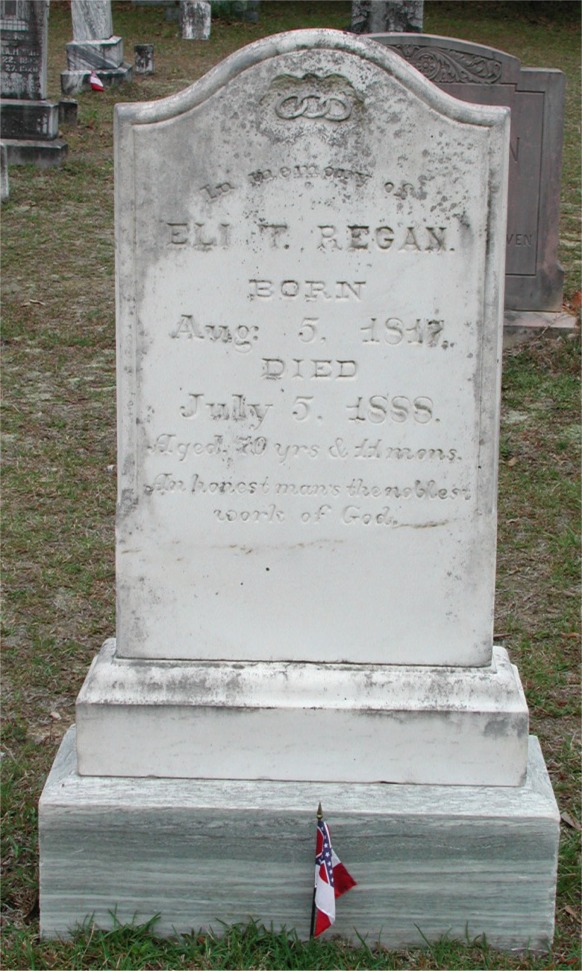 In memory of
ELI T. REGAN.
BORN
Aug: 5. 1817.
DIED
July 5. 1888.
Aged, 70 yrs & 11 mons.
An honest man's the noblest
work of God.
VEN